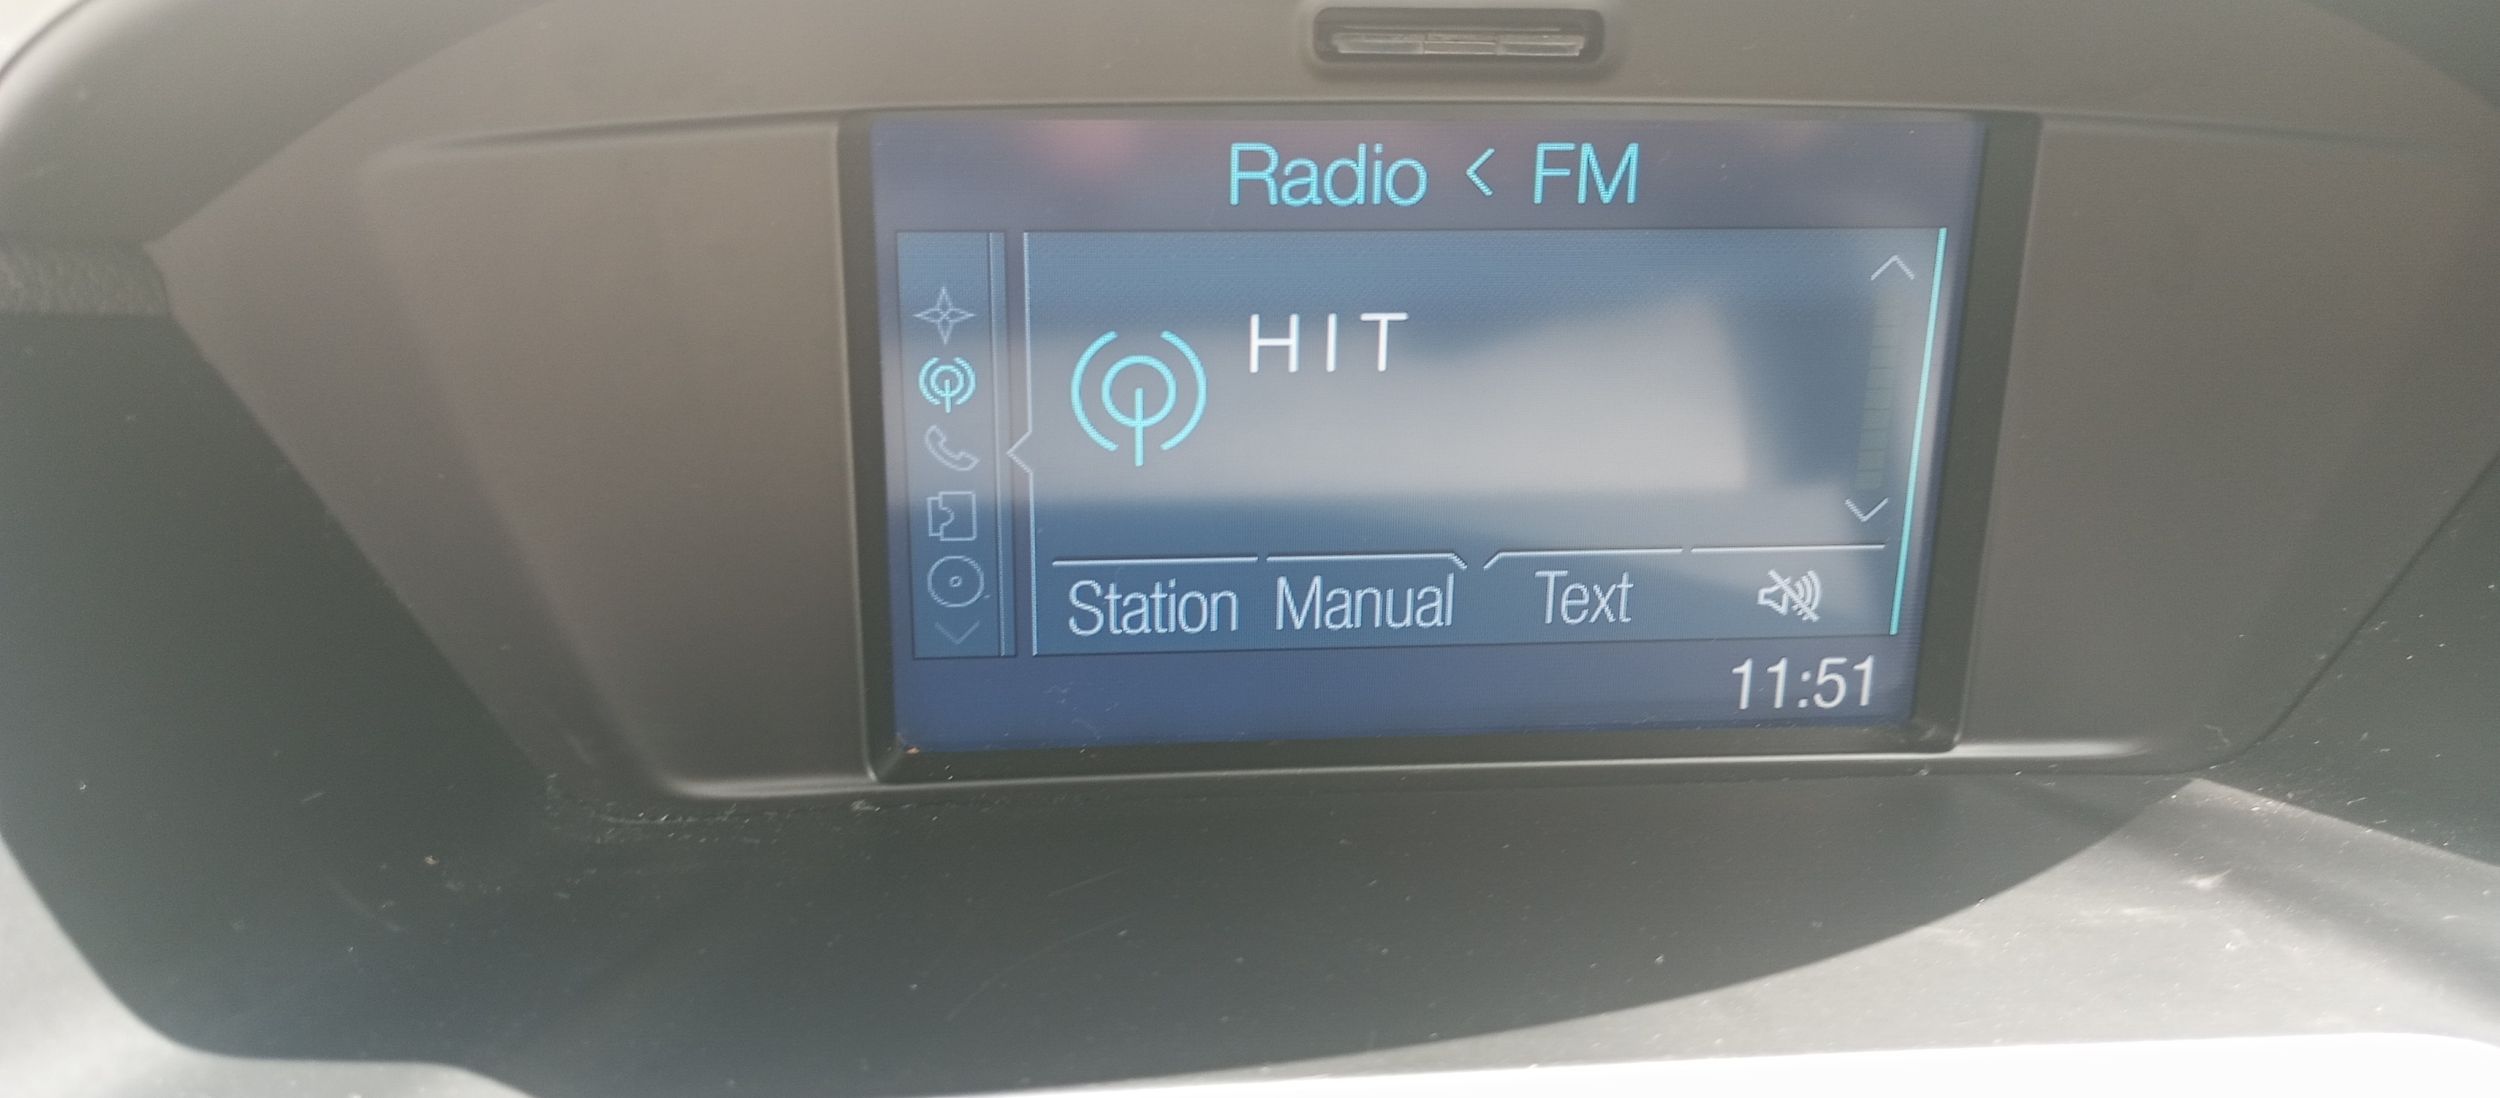 Radio < FM
HIT
Station Manual Text
11:51